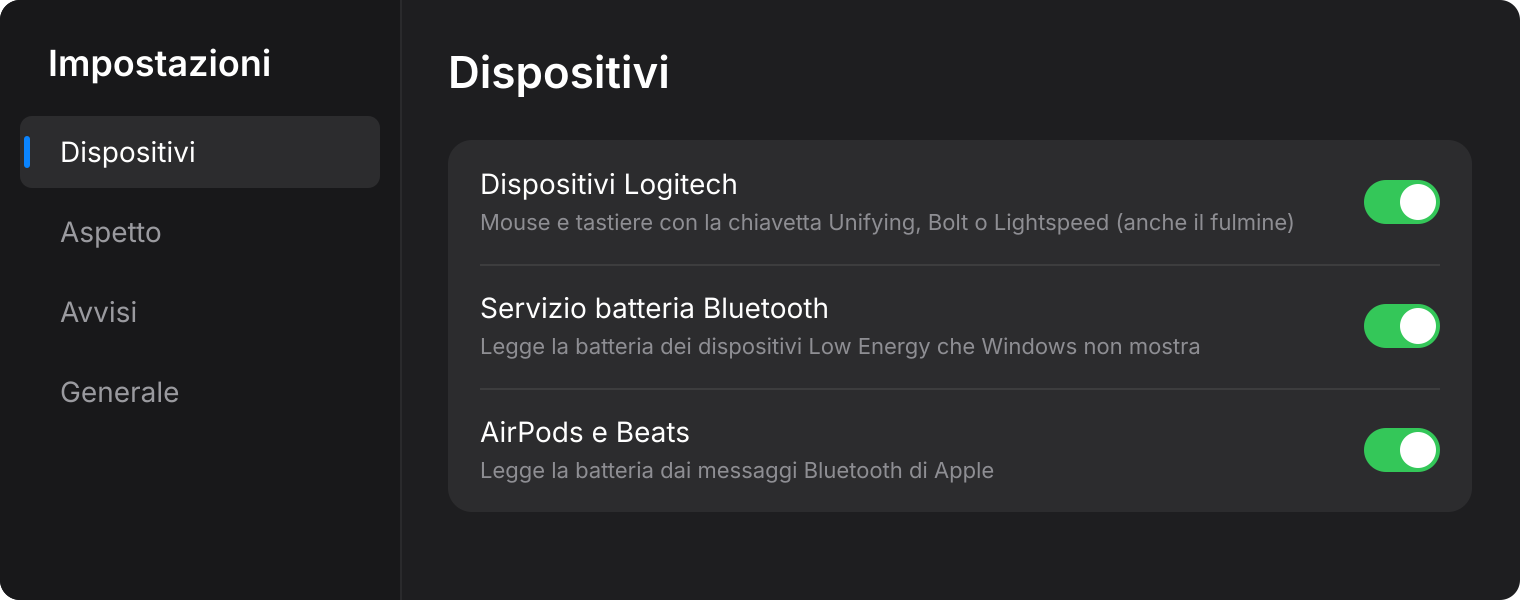 Impostazioni
Dispositivi
Aspetto
Avvisi
Generale
Dispositivi
Dispositivi Logitech
Mouse e tastiere con la chiavetta Unifying, Bolt o Lightspeed (anche il fulmine)
Servizio batteria Bluetooth
Legge la batteria dei dispositivi Low Energy che Windows non mostra
AirPods e Beats
Legge la batteria dai messaggi Bluetooth di Apple